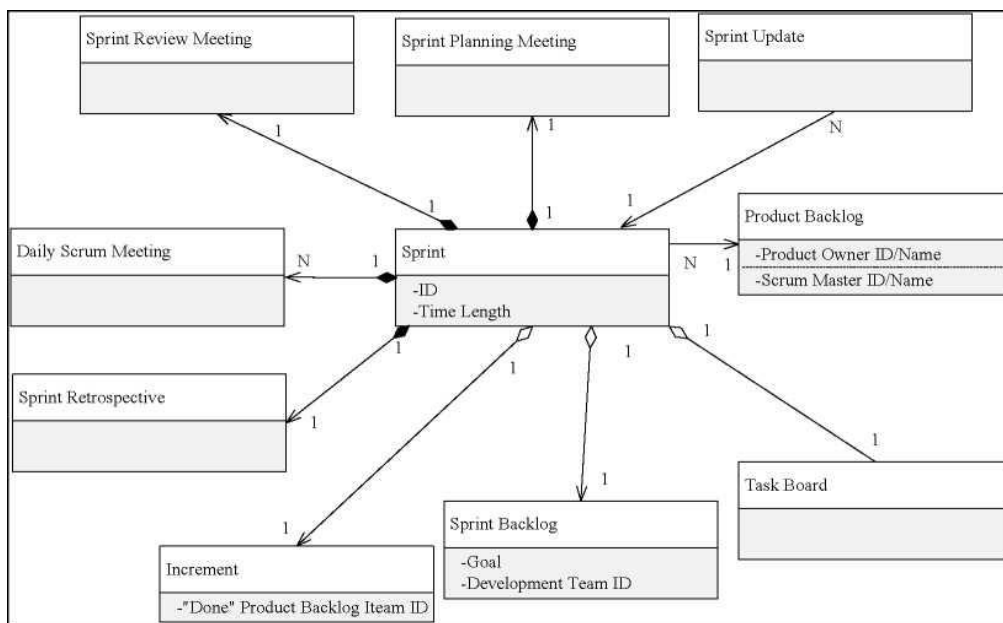 Sprint Review Meeting
Sprint Planning Meeting
Sprint Update
1
1
N
1
1
1
Product Backlog
-Product Owner ID/Name
-Scrum Master ID/Name
Daily Scrum Meeting
N
1
Sprint
-ID
-Time Length
N
1
1
1
1
1
Sprint Retrospective
1
1
Task Board
1
1
Sprint Backlog
-Goal
-Development Team ID
Increment
-"Done" Product Backlog Iteam ID